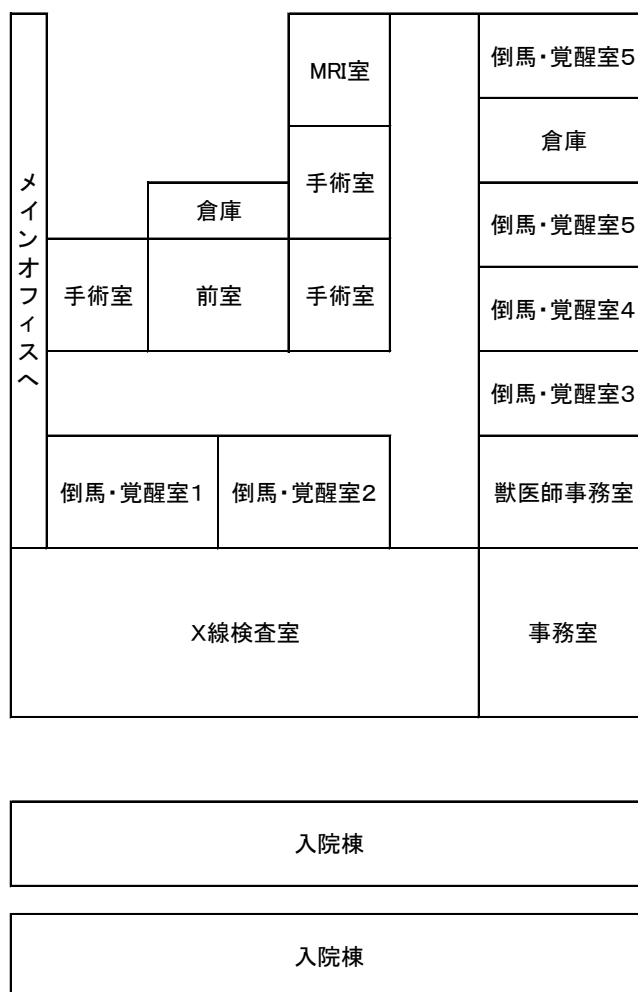 MRI室
倒馬・覚醒室5
倉庫
手術室
倉庫
倒馬・覚醒室5
メインオフィスへ
手術室
前室
手術室
倒馬・覚醒室4
倒馬・覚醒室3
倒馬・覚醒室1
倒馬・覚醒室2
獣医師事務室
X線検査室
事務室
入院棟
入院棟